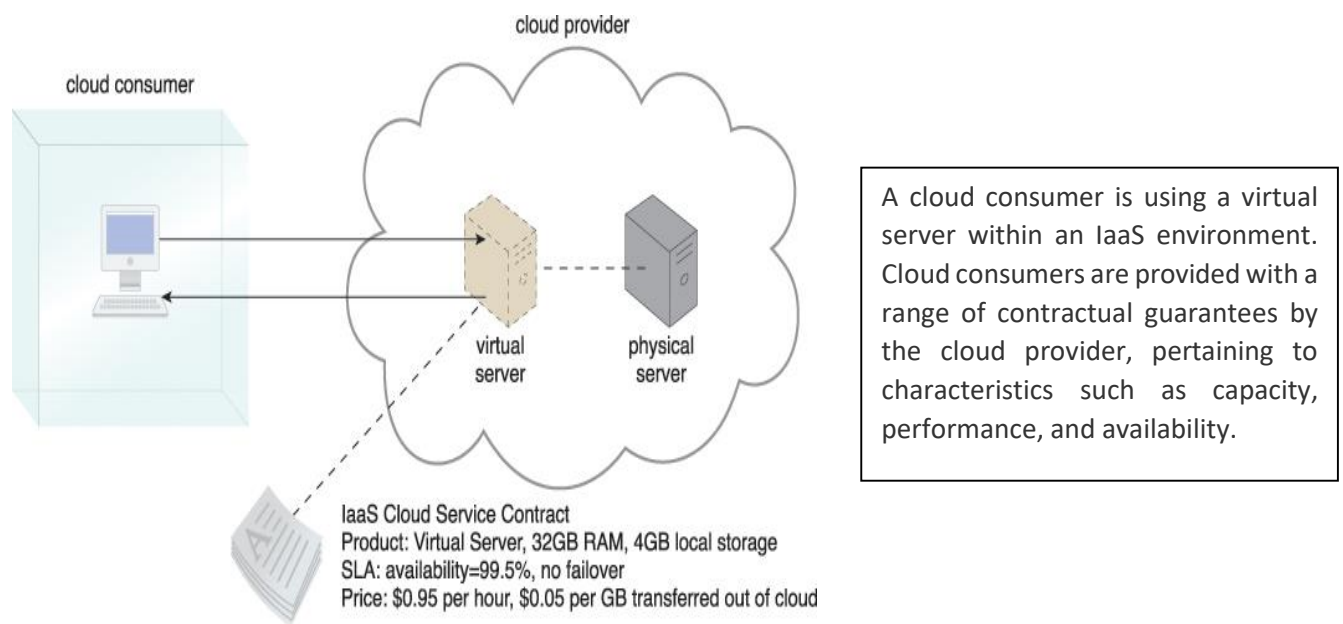 cloud provider
cloud consumer
virtual
server
physical
server
IaaS Cloud Service Contract
Product: Virtual Server, 32GB RAM, 4GB local storage
SLA: availability=99.5%, no failover
Price: $0.95 per hour, $0.05 per GB transferred out of cloud
A cloud consumer is using a virtual
server within an IaaS environment.
Cloud consumers are provided with a
range of contractual guarantees by
the cloud provider, pertaining to
characteristics such as capacity,
performance, and availability.
A